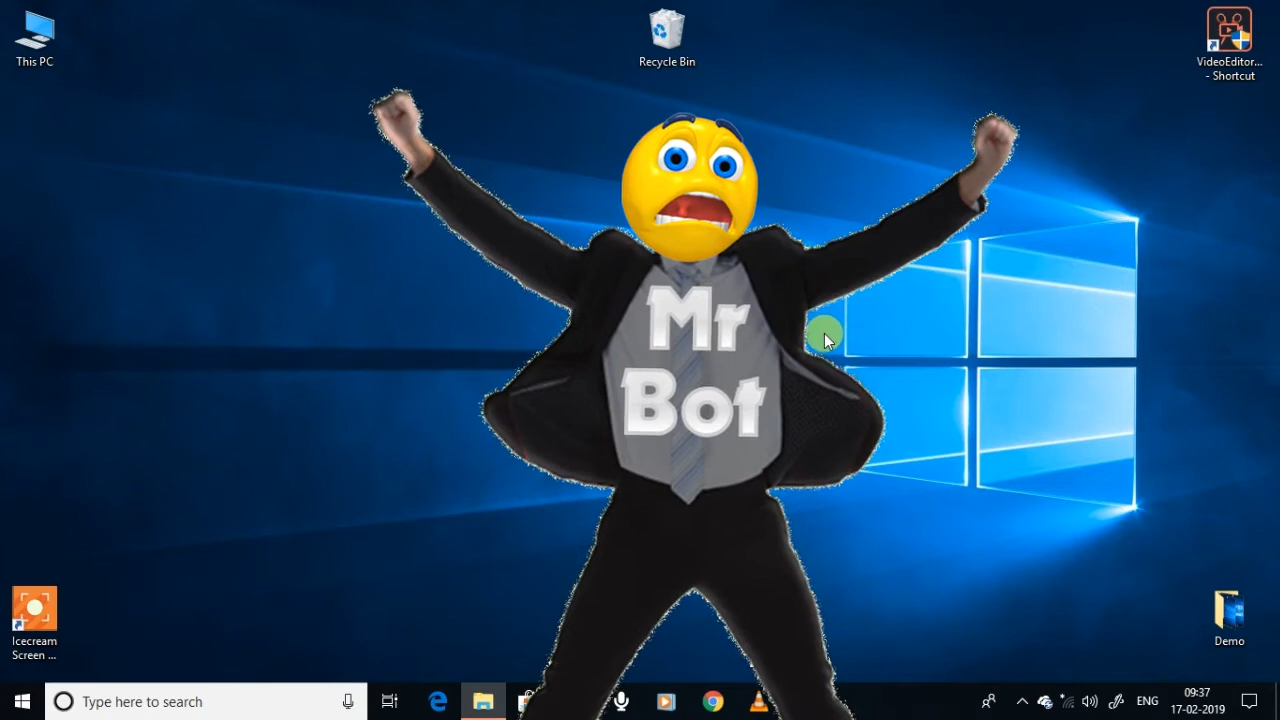 This PC
Recycle Bin
VideoEditor...
- Shortcut
Mr
Bot
Icecream
Screen ...
Demo
Type here to search
ENG
09:37
17-02-2019